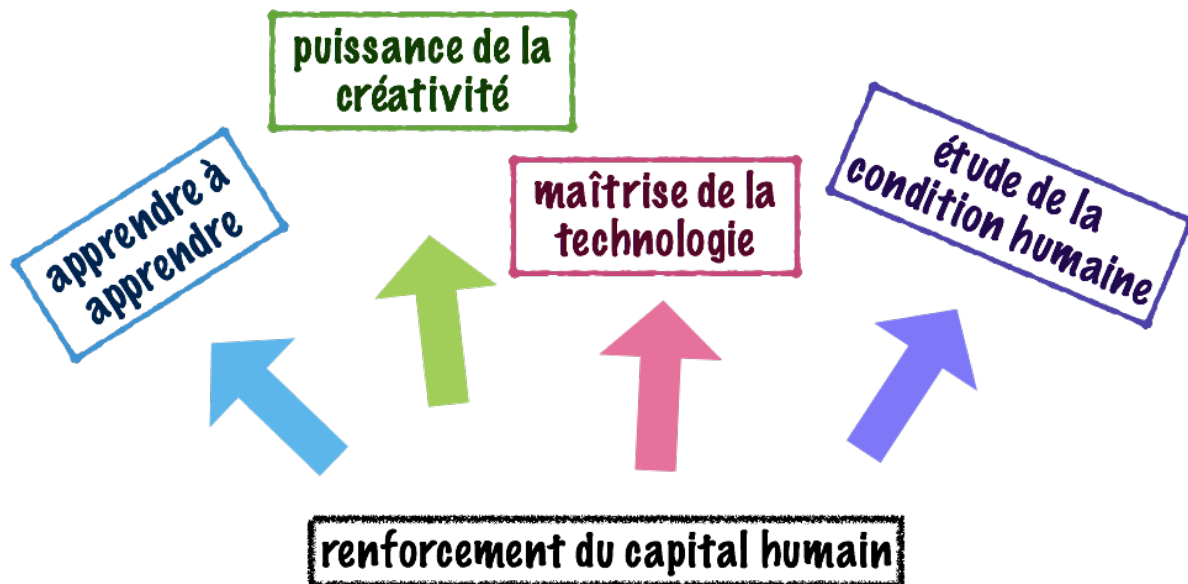 puissance de la
créativité
apprendre à
apprendre
maîtrise de la
technologie
étude de la
condition humaine
renforcement du capital humain